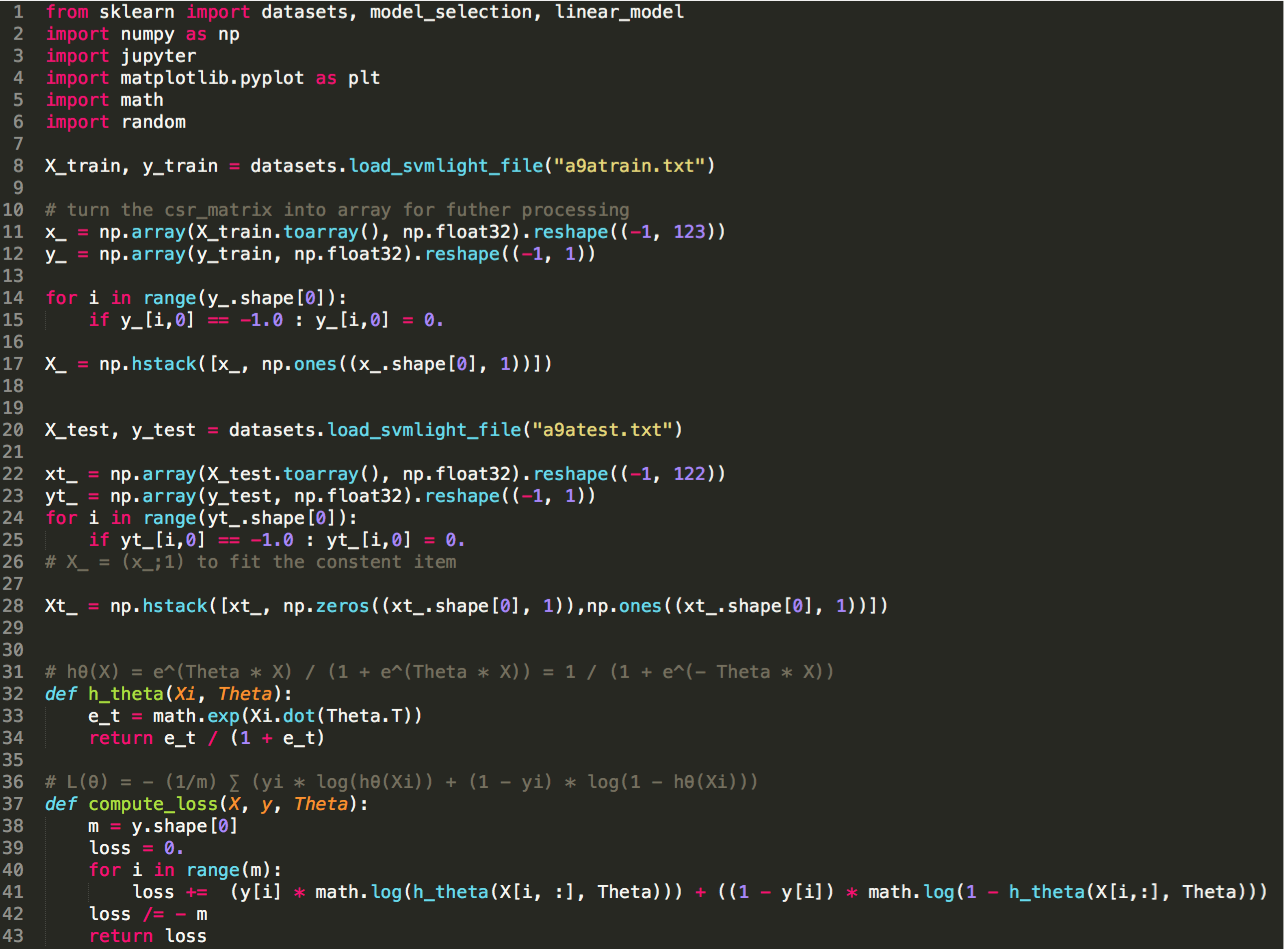 1 from sklearn import datasets, model_selection, linear_model
2 import numpy as np
3 import jupyter
4 import matplotlib.pyplot as plt
5 import math
6 import random
7
8 X_train, y_train = datasets.load_svmlight_file("a9atrain.txt")
9
10 # turn the csr_matrix into array for futher processing
11 x_ = np.array(X_train.toarray(), np.float32).reshape((-1, 123))
12 y_ = np.array(y_train, np.float32).reshape((-1, 1))
13
14 for i in range(y_.shape[0]):
15     if y_[i,0] == -1.0 : y_[i,0] = 0.
16
17 X_ = np.hstack([x_, np.ones((x_.shape[0], 1))])
18
19
20 X_test, y_test = datasets.load_svmlight_file("a9atest.txt")
21
22 xt_ = np.array(X_test.toarray(), np.float32).reshape((-1, 122))
23 yt_ = np.array(y_test, np.float32).reshape((-1, 1))
24 for i in range(yt_.shape[0]):
25     if yt_[i,0] == -1.0 : yt_[i,0] = 0.
26 # X_ = (x_;1) to fit the constent item
27
28 Xt_ = np.hstack([xt_, np.zeros((xt_.shape[0], 1)),np.ones((xt_.shape[0], 1))])
29
30
31 # hθ(X) = e^(Theta * X) / (1 + e^(Theta * X)) = 1 / (1 + e^(- Theta * X))
32 def h_theta(Xi, Theta):
33     e_t = math.exp(Xi.dot(Theta.T))
34     return e_t / (1 + e_t)
35
36 # L(θ) = - (1/m) ∑ (yi * log(hθ(Xi)) + (1 - yi) * log(1 - hθ(Xi)))
37 def compute_loss(X, y, Theta):
38     m = y.shape[0]
39     loss = 0.
40     for i in range(m):
41         loss +=  (y[i] * math.log(h_theta(X[i, :], Theta))) + ((1 - y[i]) * math.log(1 - h_theta(X[i,:], Theta)))
42     loss /= - m
43     return loss